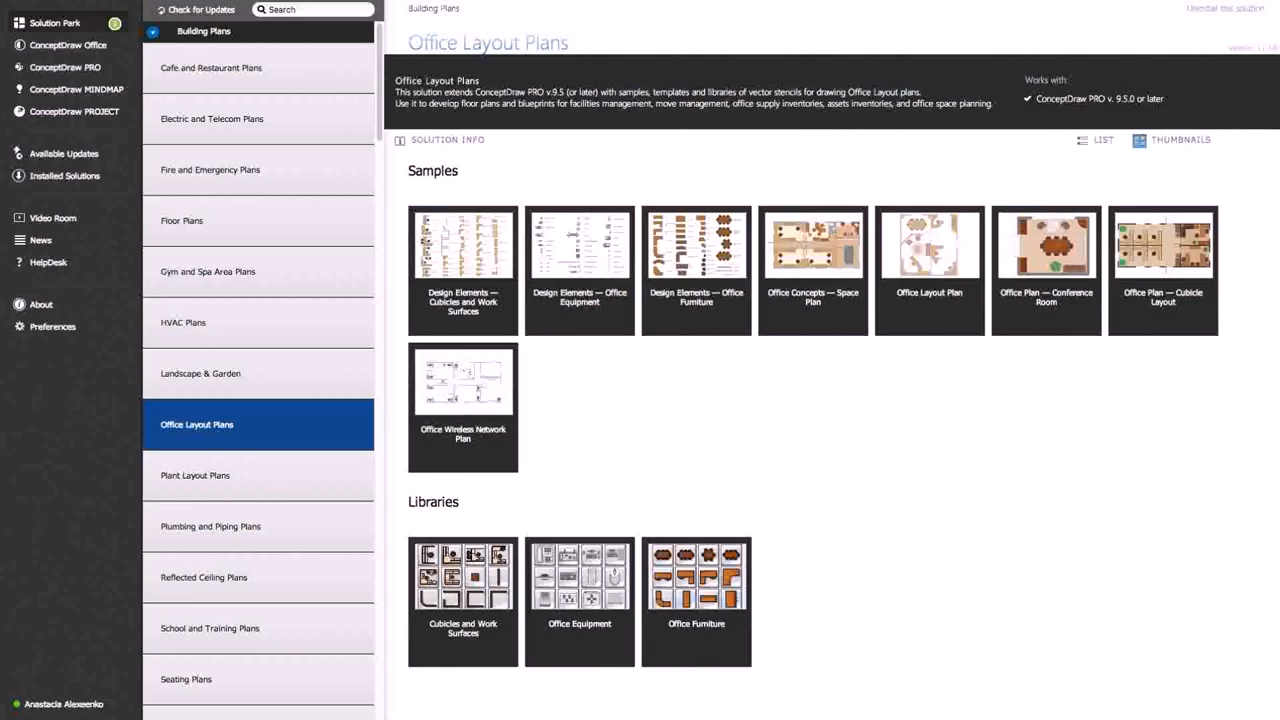 Solution Park
ConceptDraw Office
ConceptDraw PRO
ConceptDraw MINDMAP
ConceptDraw PROJECT
Available Updates
Installed Solutions
Video Room
News
HelpDesk
About
Preferences
Anastacia Alexeenko
Check for Updates
Search
Building Plans
Cafe and Restaurant Plans
Electric and Telecom Plans
Fire and Emergency Plans
Floor Plans
Gym and Spa Area Plans
HVAC Plans
Landscape & Garden
Office Layout Plans
Plant Layout Plans
Plumbing and Piping Plans
Reflected Ceiling Plans
School and Training Plans
Seating Plans
Building Plans
Uninstall this solution
Office Layout Plans
Office Layout Plans
This solution extends ConceptDraw PRO v.9.5 (or later) with samples, templates and libraries of vector stencils for drawing Office Layout plans.
Use it to develop floor plans and blueprints for facilities management, move management, office supply inventories, assets inventories, and office space planning.
Works with:
ConceptDraw PRO v. 9.5.0 or later
SOLUTION INFO
LIST
THUMBNAILS
Samples
Design Elements — Cubicles and Work Surfaces
Design Elements — Office Equipment
Design Elements — Office Furniture
Office Concepts — Space Plan
Office Layout Plan
Office Plan — Conference Room
Office Plan — Cubicle Layout
Office Wireless Network Plan
Libraries
Cubicles and Work Surfaces
Office Equipment
Office Furniture